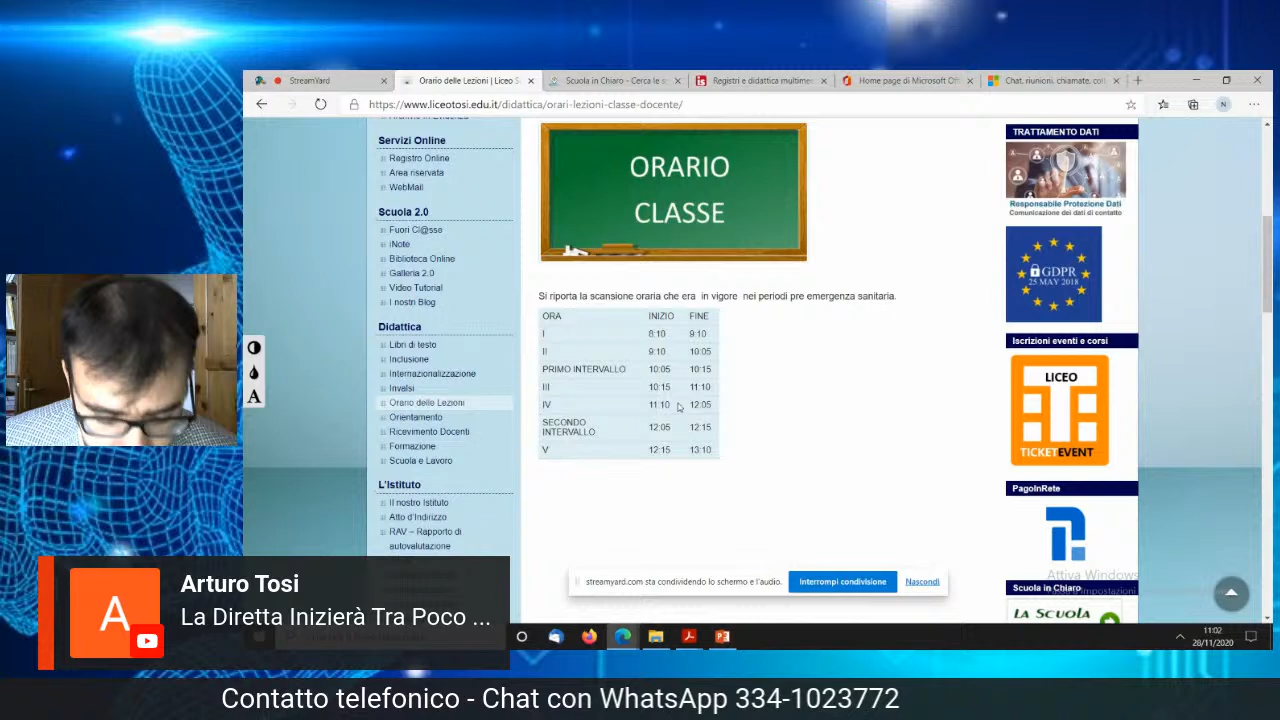 StreamYard
Orario delle Lezioni | Liceo S
Scuola in Chiaro - Cerca le s
Registri e didattica multime
Home page di Microsoft Off
Chat, riunioni, chiamate, co
https://www.liceotosi.edu.it/didattica/orari-lezioni-classe-docente/
N
Servizi Online
Registro Online
Area riservata
WebMail
Scuola 2.0
Fuori Cl@sse
iNote
Biblioteca Online
Galleria 2.0
Video Tutorial
I nostri Blog
Didattica
Libri di testo
Inclusione
Internazionalizzazione
Invalsi
Orario delle Lezioni
Orientamento
Ricevimento Docenti
Formazione
Scuola e Lavoro
L'Istituto
Il nostro Istituto
Atto d'Indirizzo
RAV – Rapporto di
autovalutazione
A
ORARIO
CLASSE
Si riporta la scansione oraria che era in vigore nei periodi pre emergenza sanitaria.
ORA INIZIO FINE
I 8:10 9:10
II 9:10 10:05
PRIMO INTERVALLO 10:05 10:15
III 10:15 11:10
IV 11:10 12:05
SECONDO
INTERVALLO 12:05 12:15
V 12:15 13:10
TRATTAMENTO DATI
Responsabile Protezione Dati
Comunicazione dei dati di contatto
GDPR
25 MAY 2018
Iscrizioni eventi e corsi
LICEO
TICKETEVENT
PagoInRete
Attiva Windows
Scuola in Chiaro
LA SCUOLA
streamyard.com sta condividendo lo schermo e l'audio.
Interrompi condivisione
Nascondi
11:02
28/11/2020
A
Arturo Tosi
La Diretta Inizierà Tra Poco ...
Contatto telefonico - Chat con WhatsApp 334-1023772